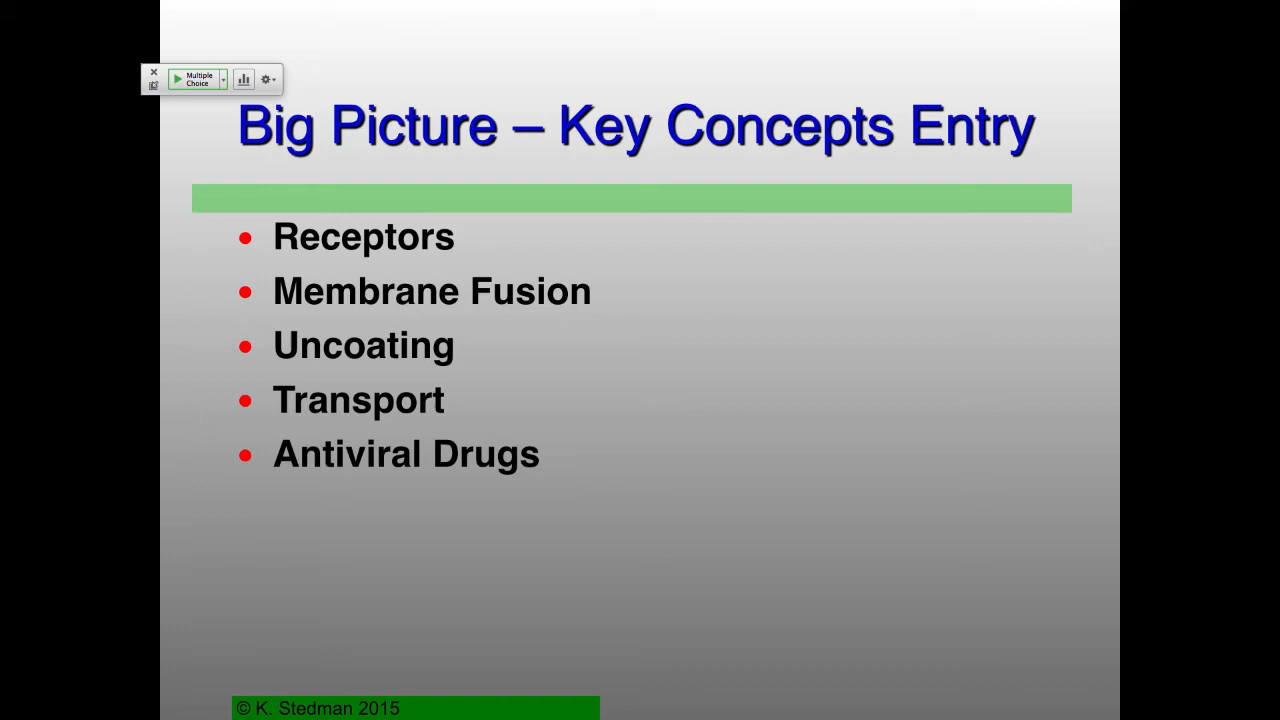 Multiple
Choice
Big Picture – Key Concepts Entry
• Receptors
• Membrane Fusion
• Uncoating
• Transport
• Antiviral Drugs
© K. Stedman 2015